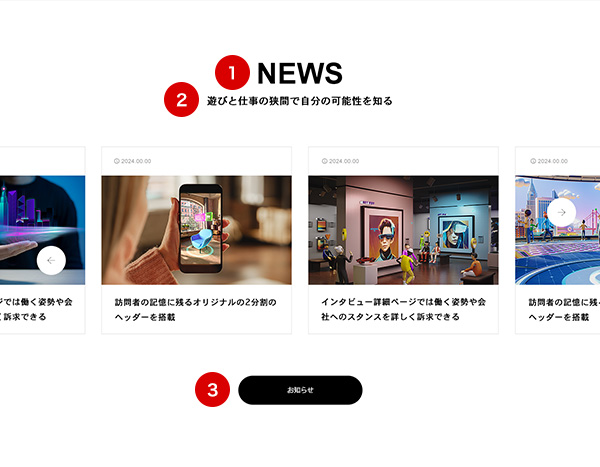 1 NEWS
2 遊びと仕事の狭間で自分の可能性を知る
2024.00.00
2024.00.00
2024.00.00
ジでは働く姿勢や会
く訴求できる
訪問者の記憶に残るオリジナルの2分割の
ヘッダーを搭載
インタビュー詳細ページでは働く姿勢や会
社へのスタンスを詳しく訴求できる
訪問者の記憶に残
ヘッダーを搭載
3 お知らせ